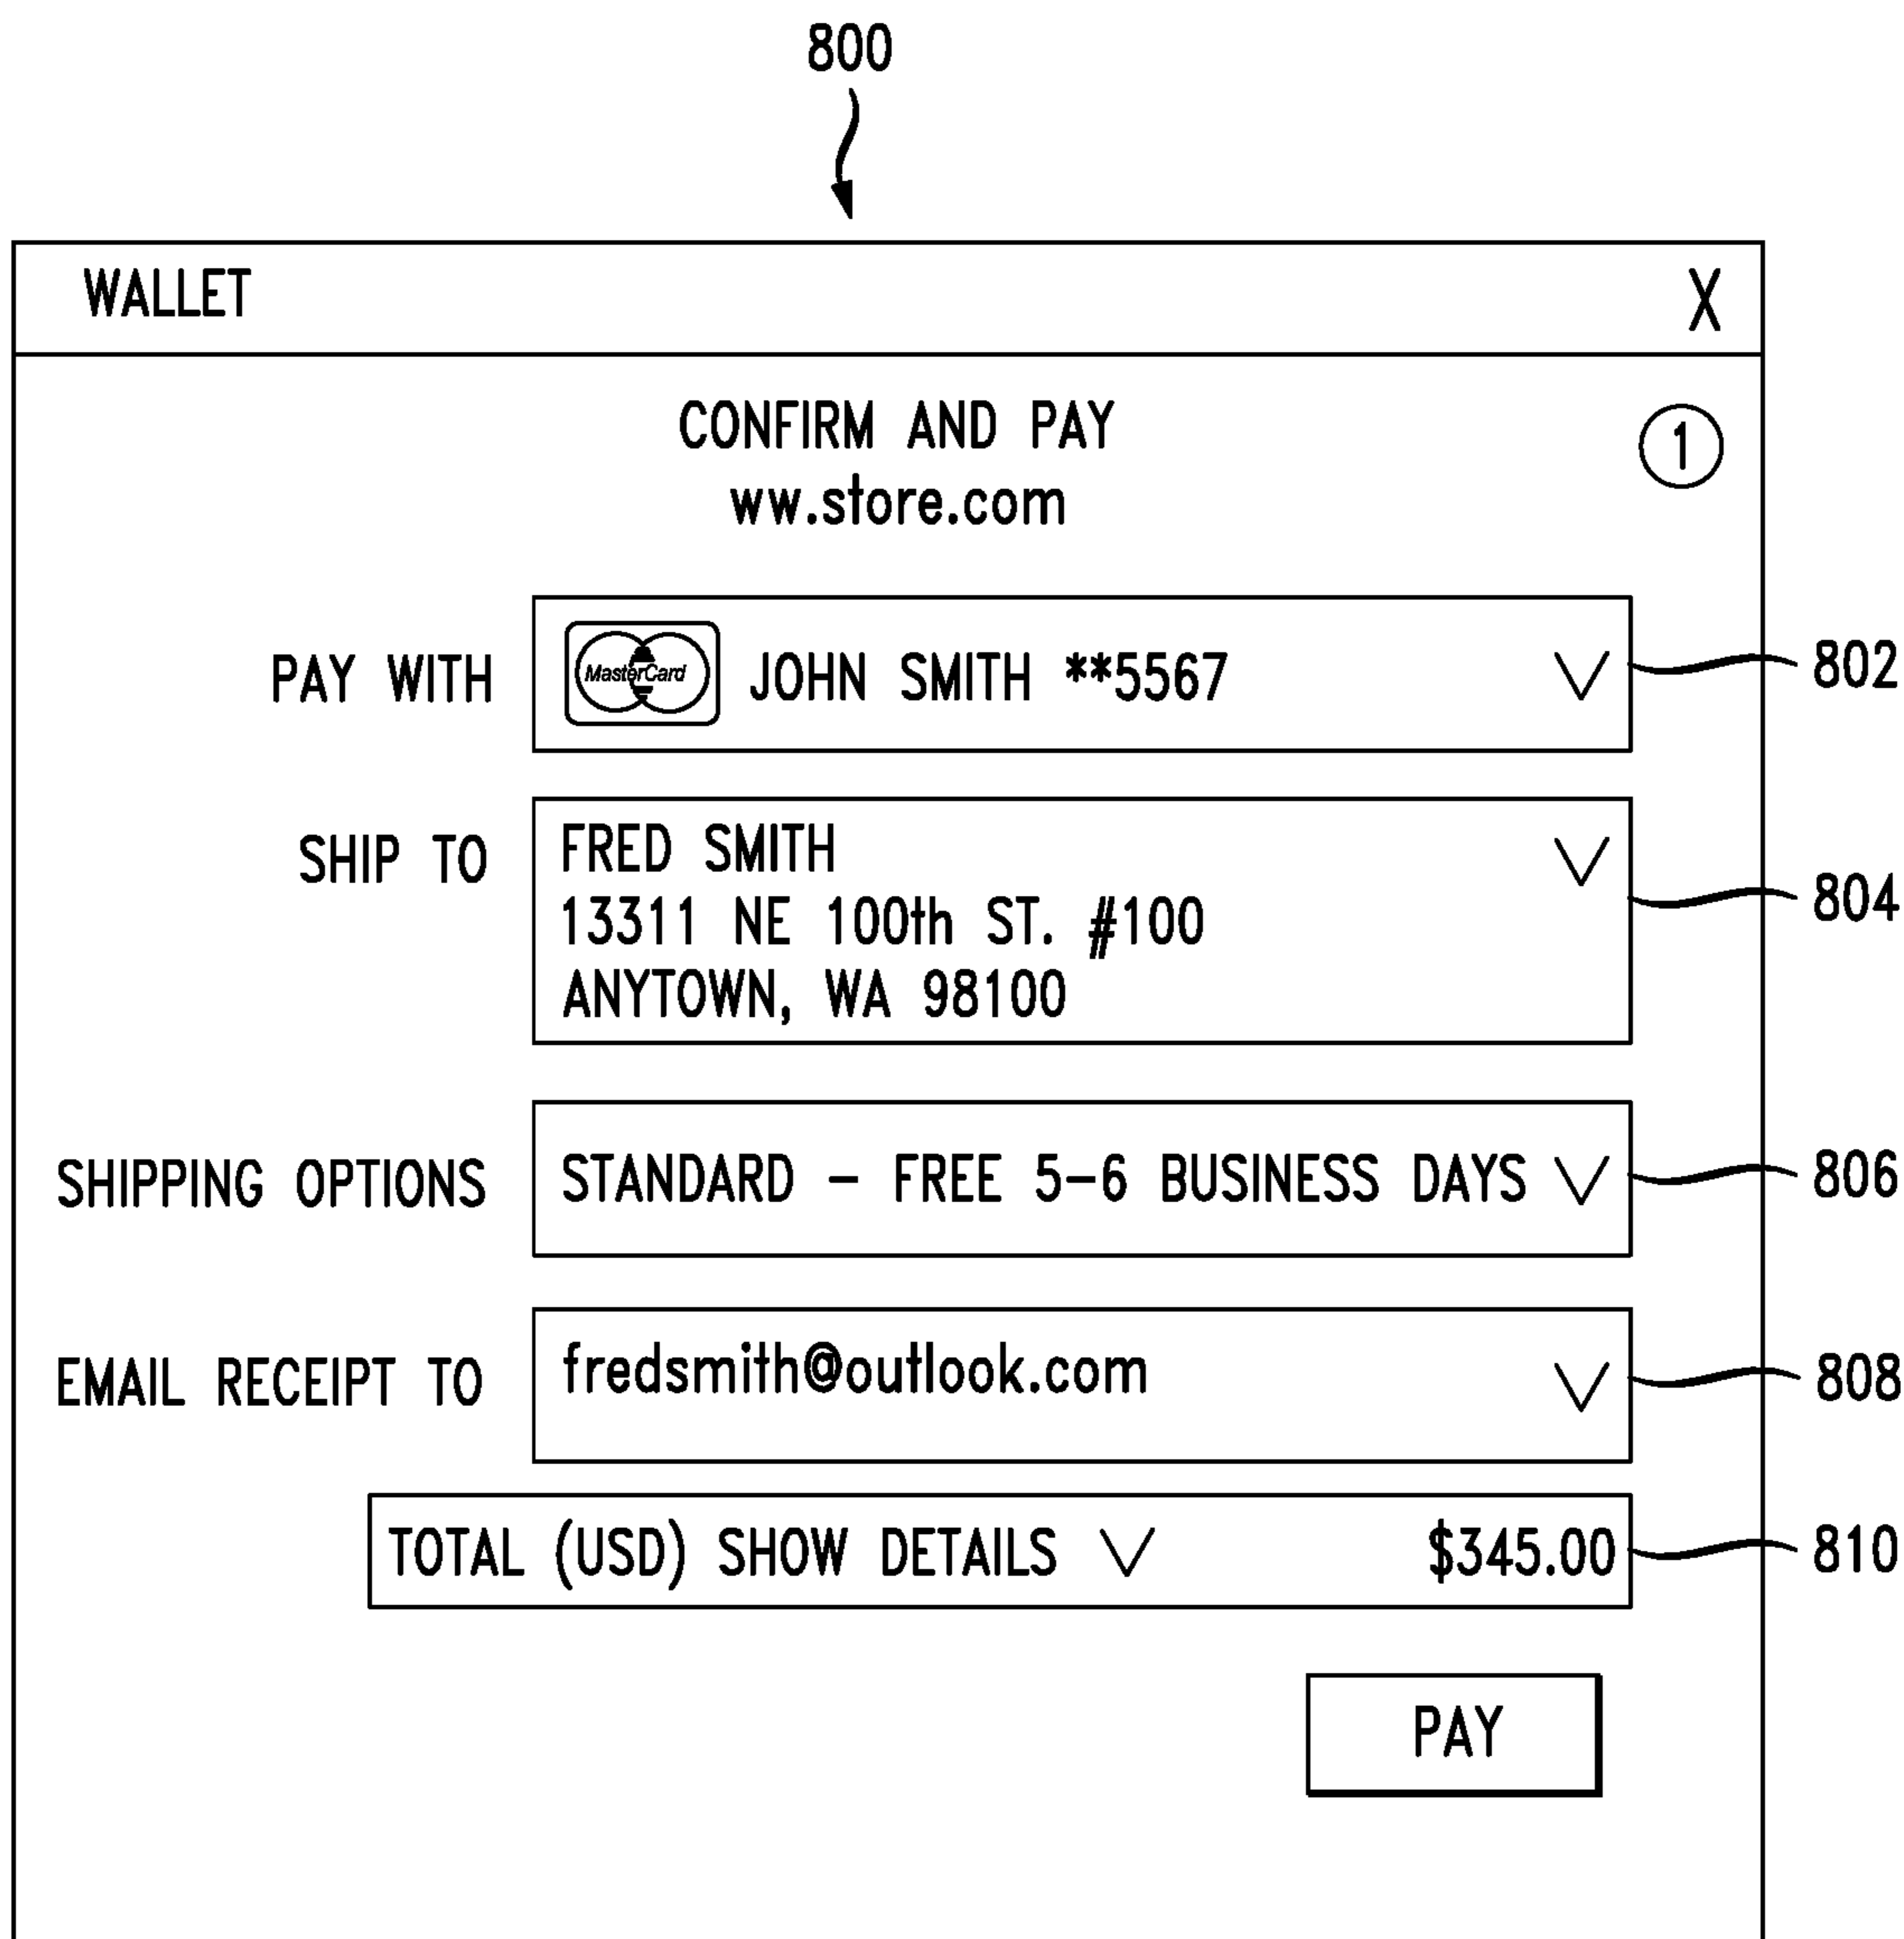 800
WALLET X
CONFIRM AND PAY 1
ww.store.com
PAY WITH MasterCard JOHN SMITH **5567 802
SHIP TO FRED SMITH
13311 NE 100th ST. #100 804
ANYTOWN, WA 98100
SHIPPING OPTIONS STANDARD - FREE 5-6 BUSINESS DAYS 806
EMAIL RECEIPT TO fredsmith@outlook.com 808
TOTAL (USD) SHOW DETAILS $345.00 810
PAY